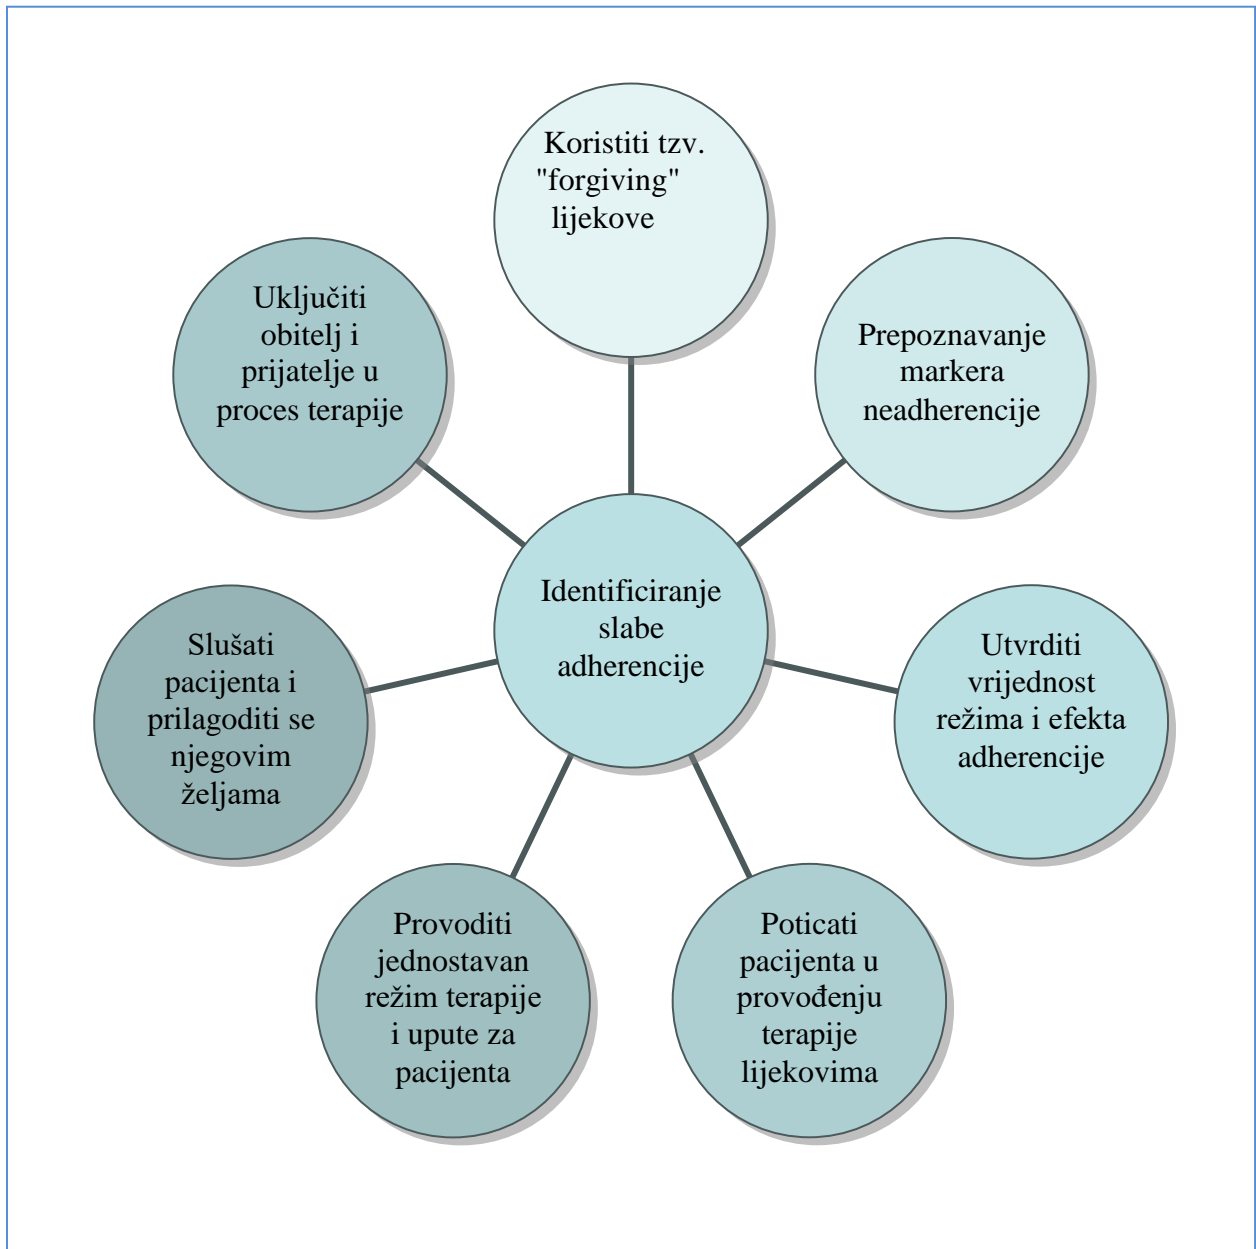 Koristiti tzv.
"forgiving"
lijekove
Uključiti
obitelj i
prijatelje u
proces terapije
Prepoznavanje
markera
neadherencije
Identificiranje
slabe
adherencije
Slušati
pacijenta i
prilagoditi se
njegovim
željama
Utvrditi
vrijednost
režima i efekta
adherencije
Provoditi
jednostavan
režim terapije
i upute za
pacijenta
Poticati
pacijenta u
provođenju
terapije
lijekovima